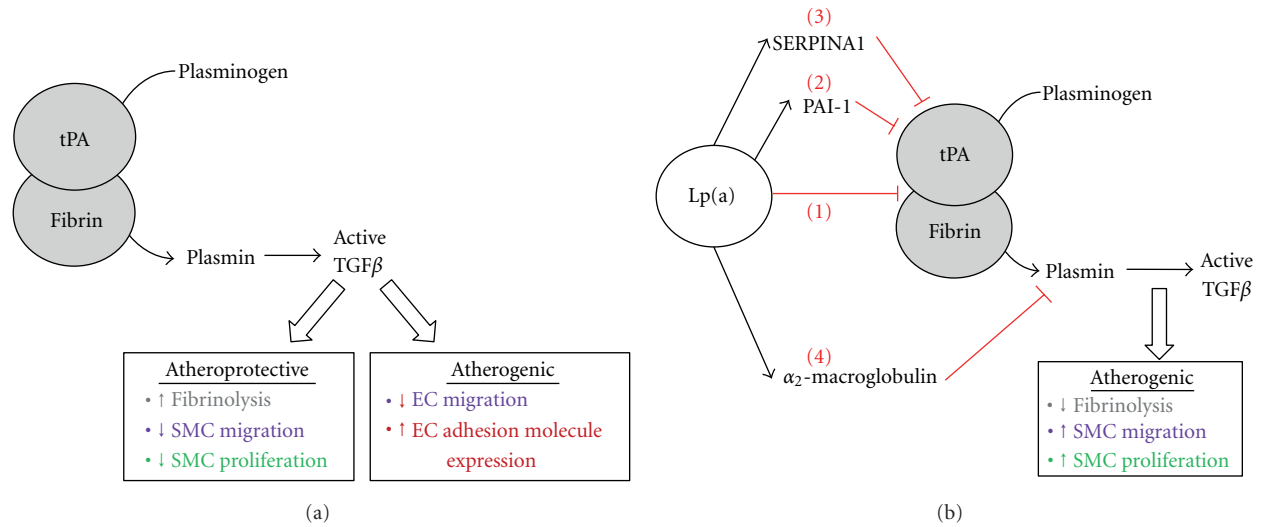 Plasminogen
tPA
Fibrin
Plasmin
Active
TGFβ
Atheroprotective
• ↑ Fibrinolysis
• ↓ SMC migration
• ↓ SMC proliferation
Atherogenic
• ↓ EC migration
• ↑ EC adhesion molecule
expression
(a)
(3)
SERPINA1
(2)
PAI-1
Plasminogen
tPA
Lp(a)
(1)
Fibrin
Plasmin
Active
TGFβ
(4)
α₂-macroglobulin
Atherogenic
• ↓ Fibrinolysis
• ↑ SMC migration
• ↑ SMC proliferation
(b)